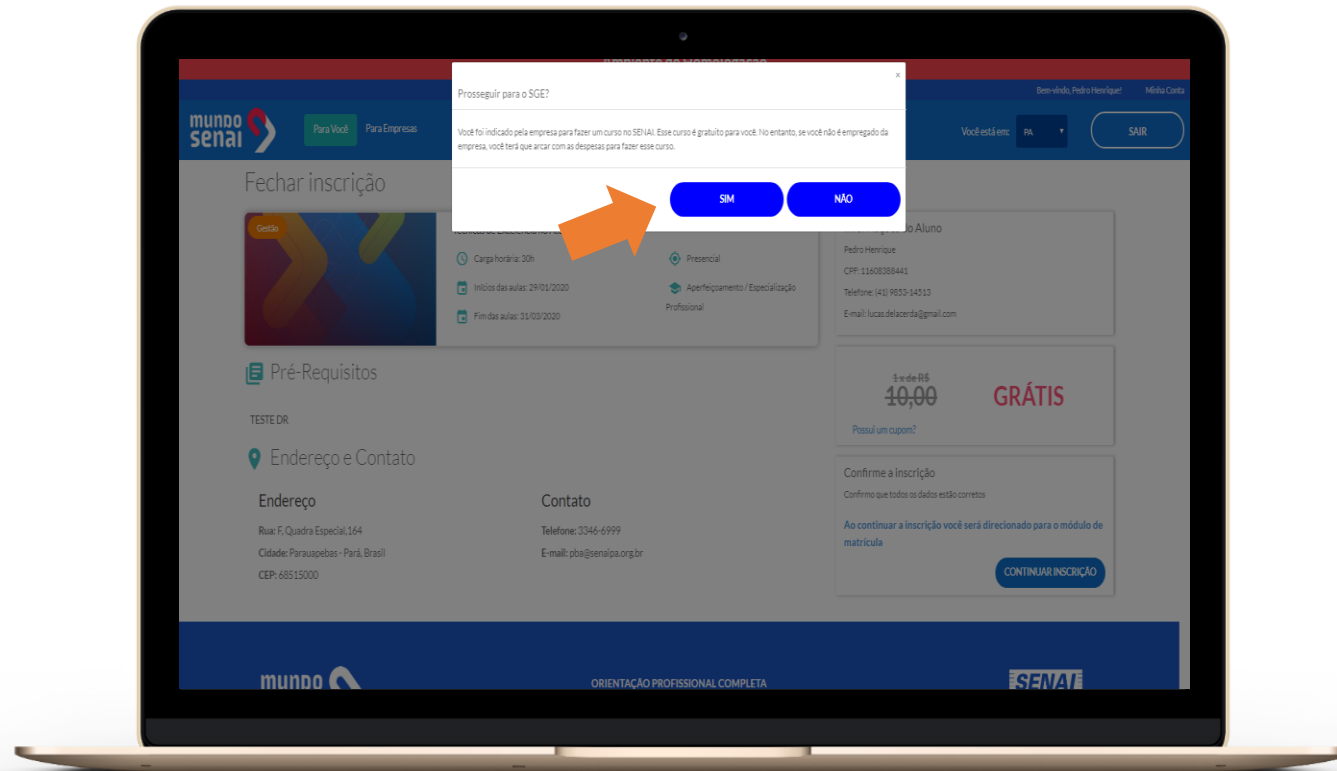 Ambiente de Homologação
Bem-vindo, Pedro Henrique! Minha Conta
x
Prosseguir para o SGE?
Você foi indicado pela empresa para fazer um curso no SENAI. Esse curso é gratuito para você. No entanto, se você não é empregado da
empresa, você terá que arcar com as despesas para fazer esse curso.
SIM NÃO
mundo
senai
Para Você Para Empresas
Você está em: PA
SAIR
Fechar inscrição
Gestão
Carga horária: 30h
Presencial
Inícios das aulas: 29/01/2020
Aperfeiçoamento / Especialização
Profissional
Fim das aulas: 31/03/2020
Aluno
Pedro Henrique
CPF: 11608388441
Telefone: (41) 9853-14513
E-mail: lucas.delacerda@gmail.com
Pré-Requisitos
TESTE DR
1 x de R$
10,00
GRÁTIS
Possui um cupom?
Endereço e Contato
Endereço
Rua: F, Quadra Especial,164
Cidade: Parauapebas - Pará, Brasil
CEP: 68515000
Contato
Telefone: 3346-6999
E-mail: pba@senaipa.org.br
Confirme a inscrição
Confirmo que todos os dados estão corretos
Ao continuar a inscrição você será direcionado para o módulo de
matrícula
CONTINUAR INSCRIÇÃO
mundo
ORIENTAÇÃO PROFISSIONAL COMPLETA
SENAI